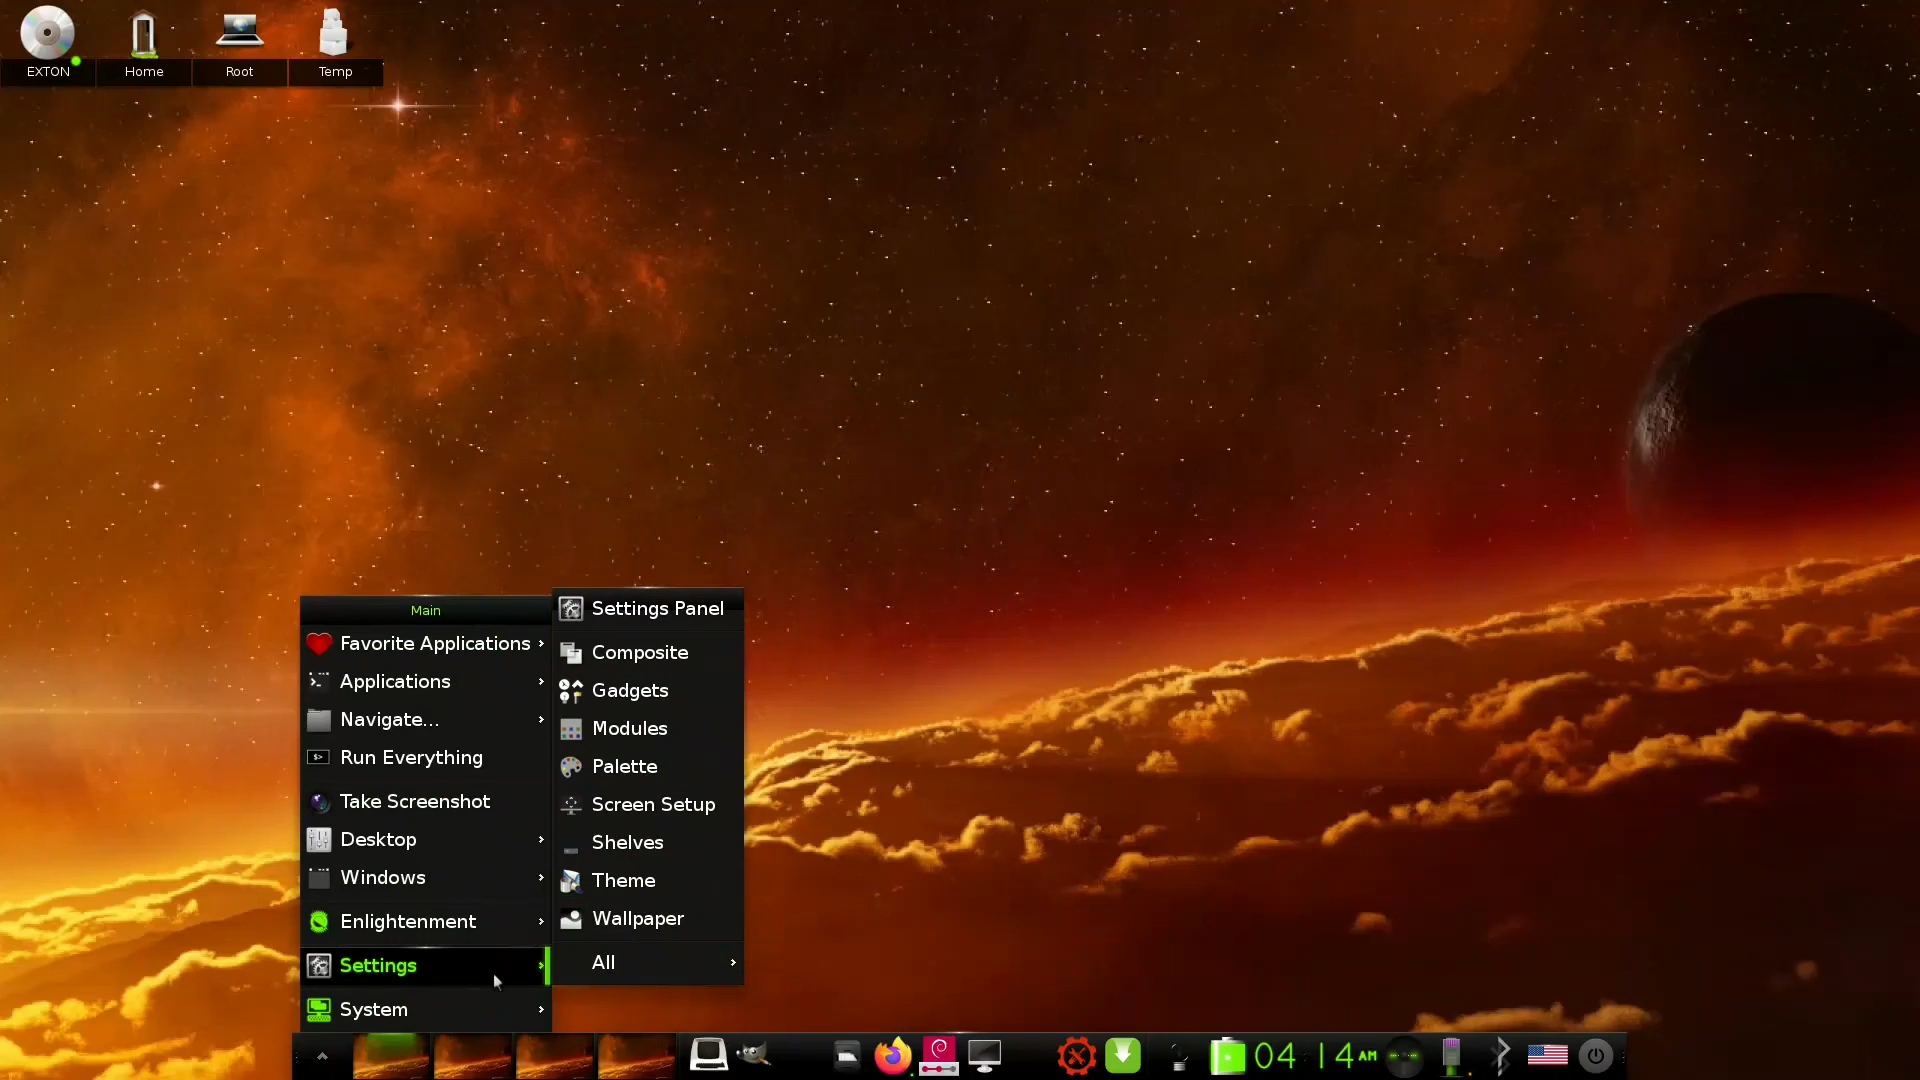 EXTON
Home
Root
Temp
Main
Favorite Applications
Applications
Navigate...
Run Everything
Take Screenshot
Desktop
Windows
Enlightenment
Settings
System
Settings Panel
Composite
Gadgets
Modules
Palette
Screen Setup
Shelves
Theme
Wallpaper
All
04 14 AM